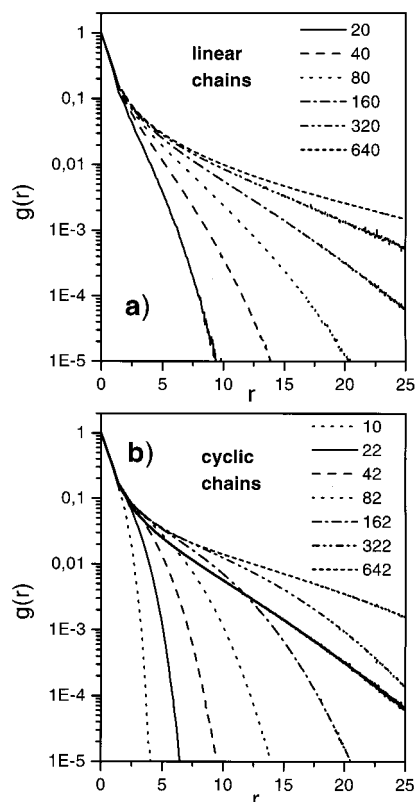 1
0,1
0,01
1E-3
1E-4
1E-5
g(r)
linear
chains
20
40
80
160
320
640
a)
0 5 10 15 20 25
r
1
0,1
0,01
1E-3
1E-4
1E-5
g(r)
b)
cyclic
chains
10
22
42
82
162
322
642
0 5 10 15 20 25
r